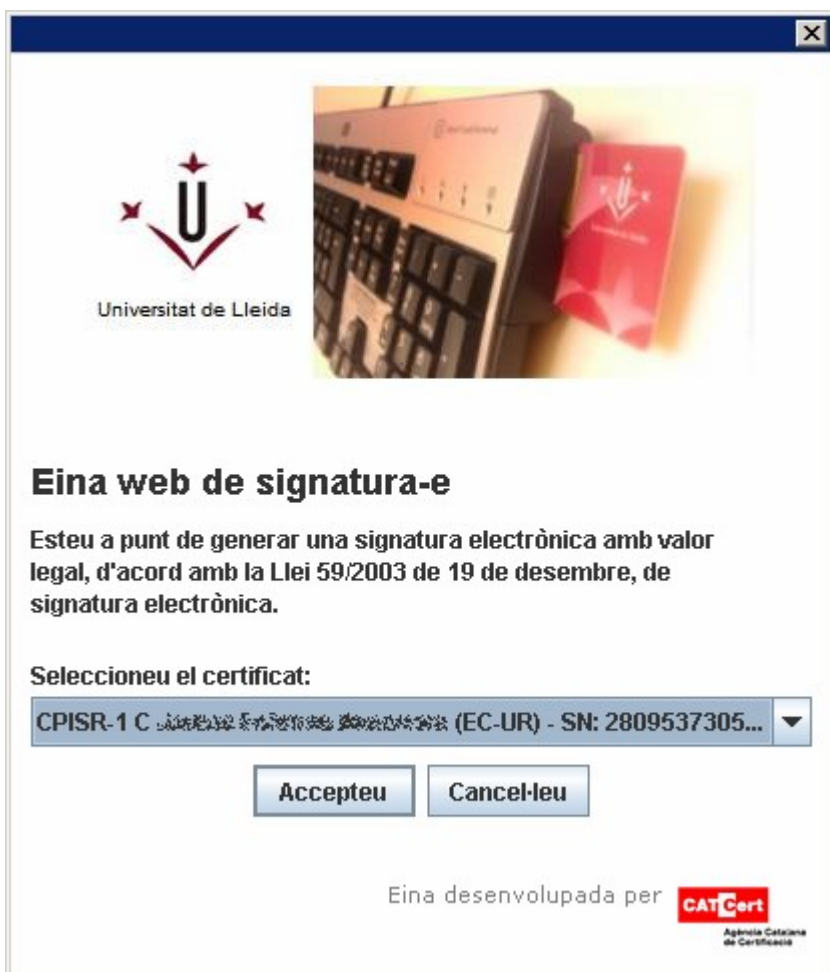 Universitat de Lleida
Eina web de signatura-e
Esteu a punt de generar una signatura electrònica amb valor
legal, d'acord amb la Llei 59/2003 de 19 de desembre, de
signatura electrònica.
Seleccioneu el certificat:
CPISR-1 C (EC-UR) - SN: 2809537305...
Accepteu
Cancel·leu
Eina desenvolupada per
CATCert
Agència Catalana
de Certificació